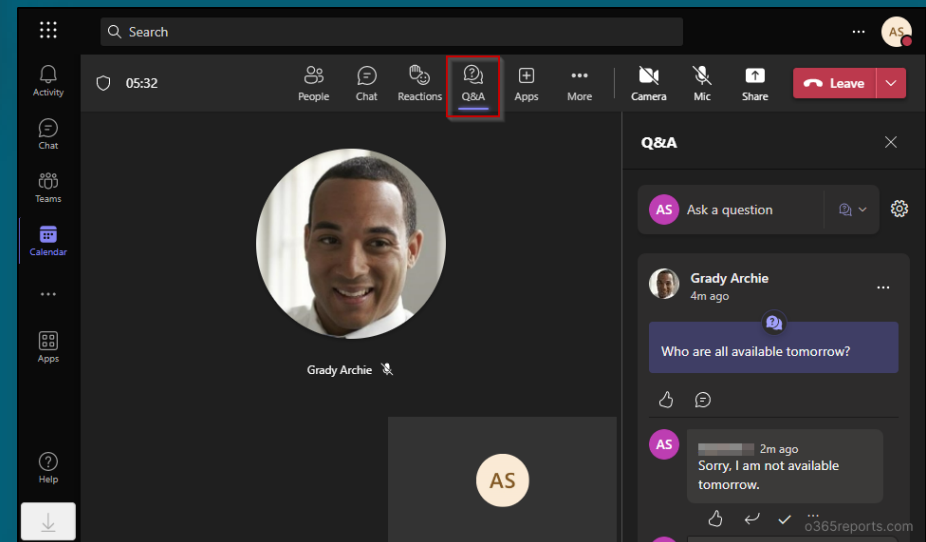 Search
AS
Activity
Chat
Teams
Calendar
Apps
Help
05:32
People
Chat
Reactions
Q&A
Apps
More
Camera
Mic
Share
Leave
Grady Archie
AS
Q&A
AS
Ask a question
Grady Archie
4m ago
Who are all available tomorrow?
AS
2m ago
Sorry, I am not available
tomorrow.
o365reports.com